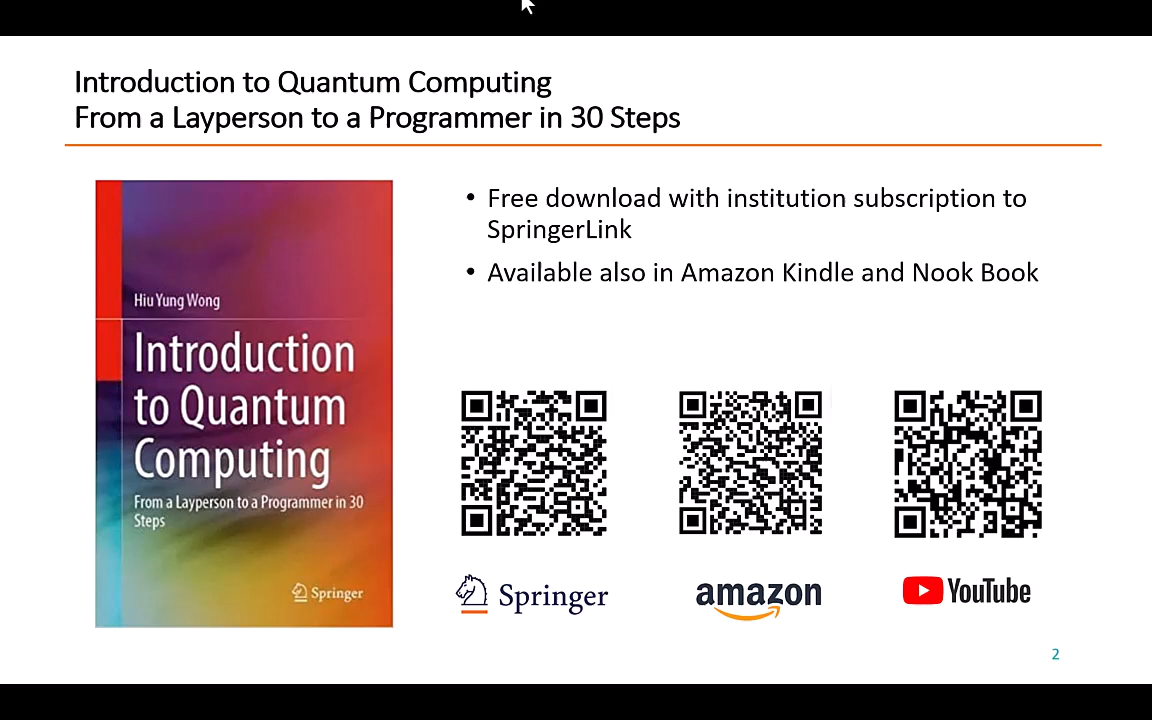 Introduction to Quantum Computing
From a Layperson to a Programmer in 30 Steps
Hiu Yung Wong
Introduction
to Quantum
Computing
From a Layperson to a Programmer in 30
Steps
Springer
• Free download with institution subscription to
SpringerLink
• Available also in Amazon Kindle and Nook Book
Springer
amazon
YouTube
2